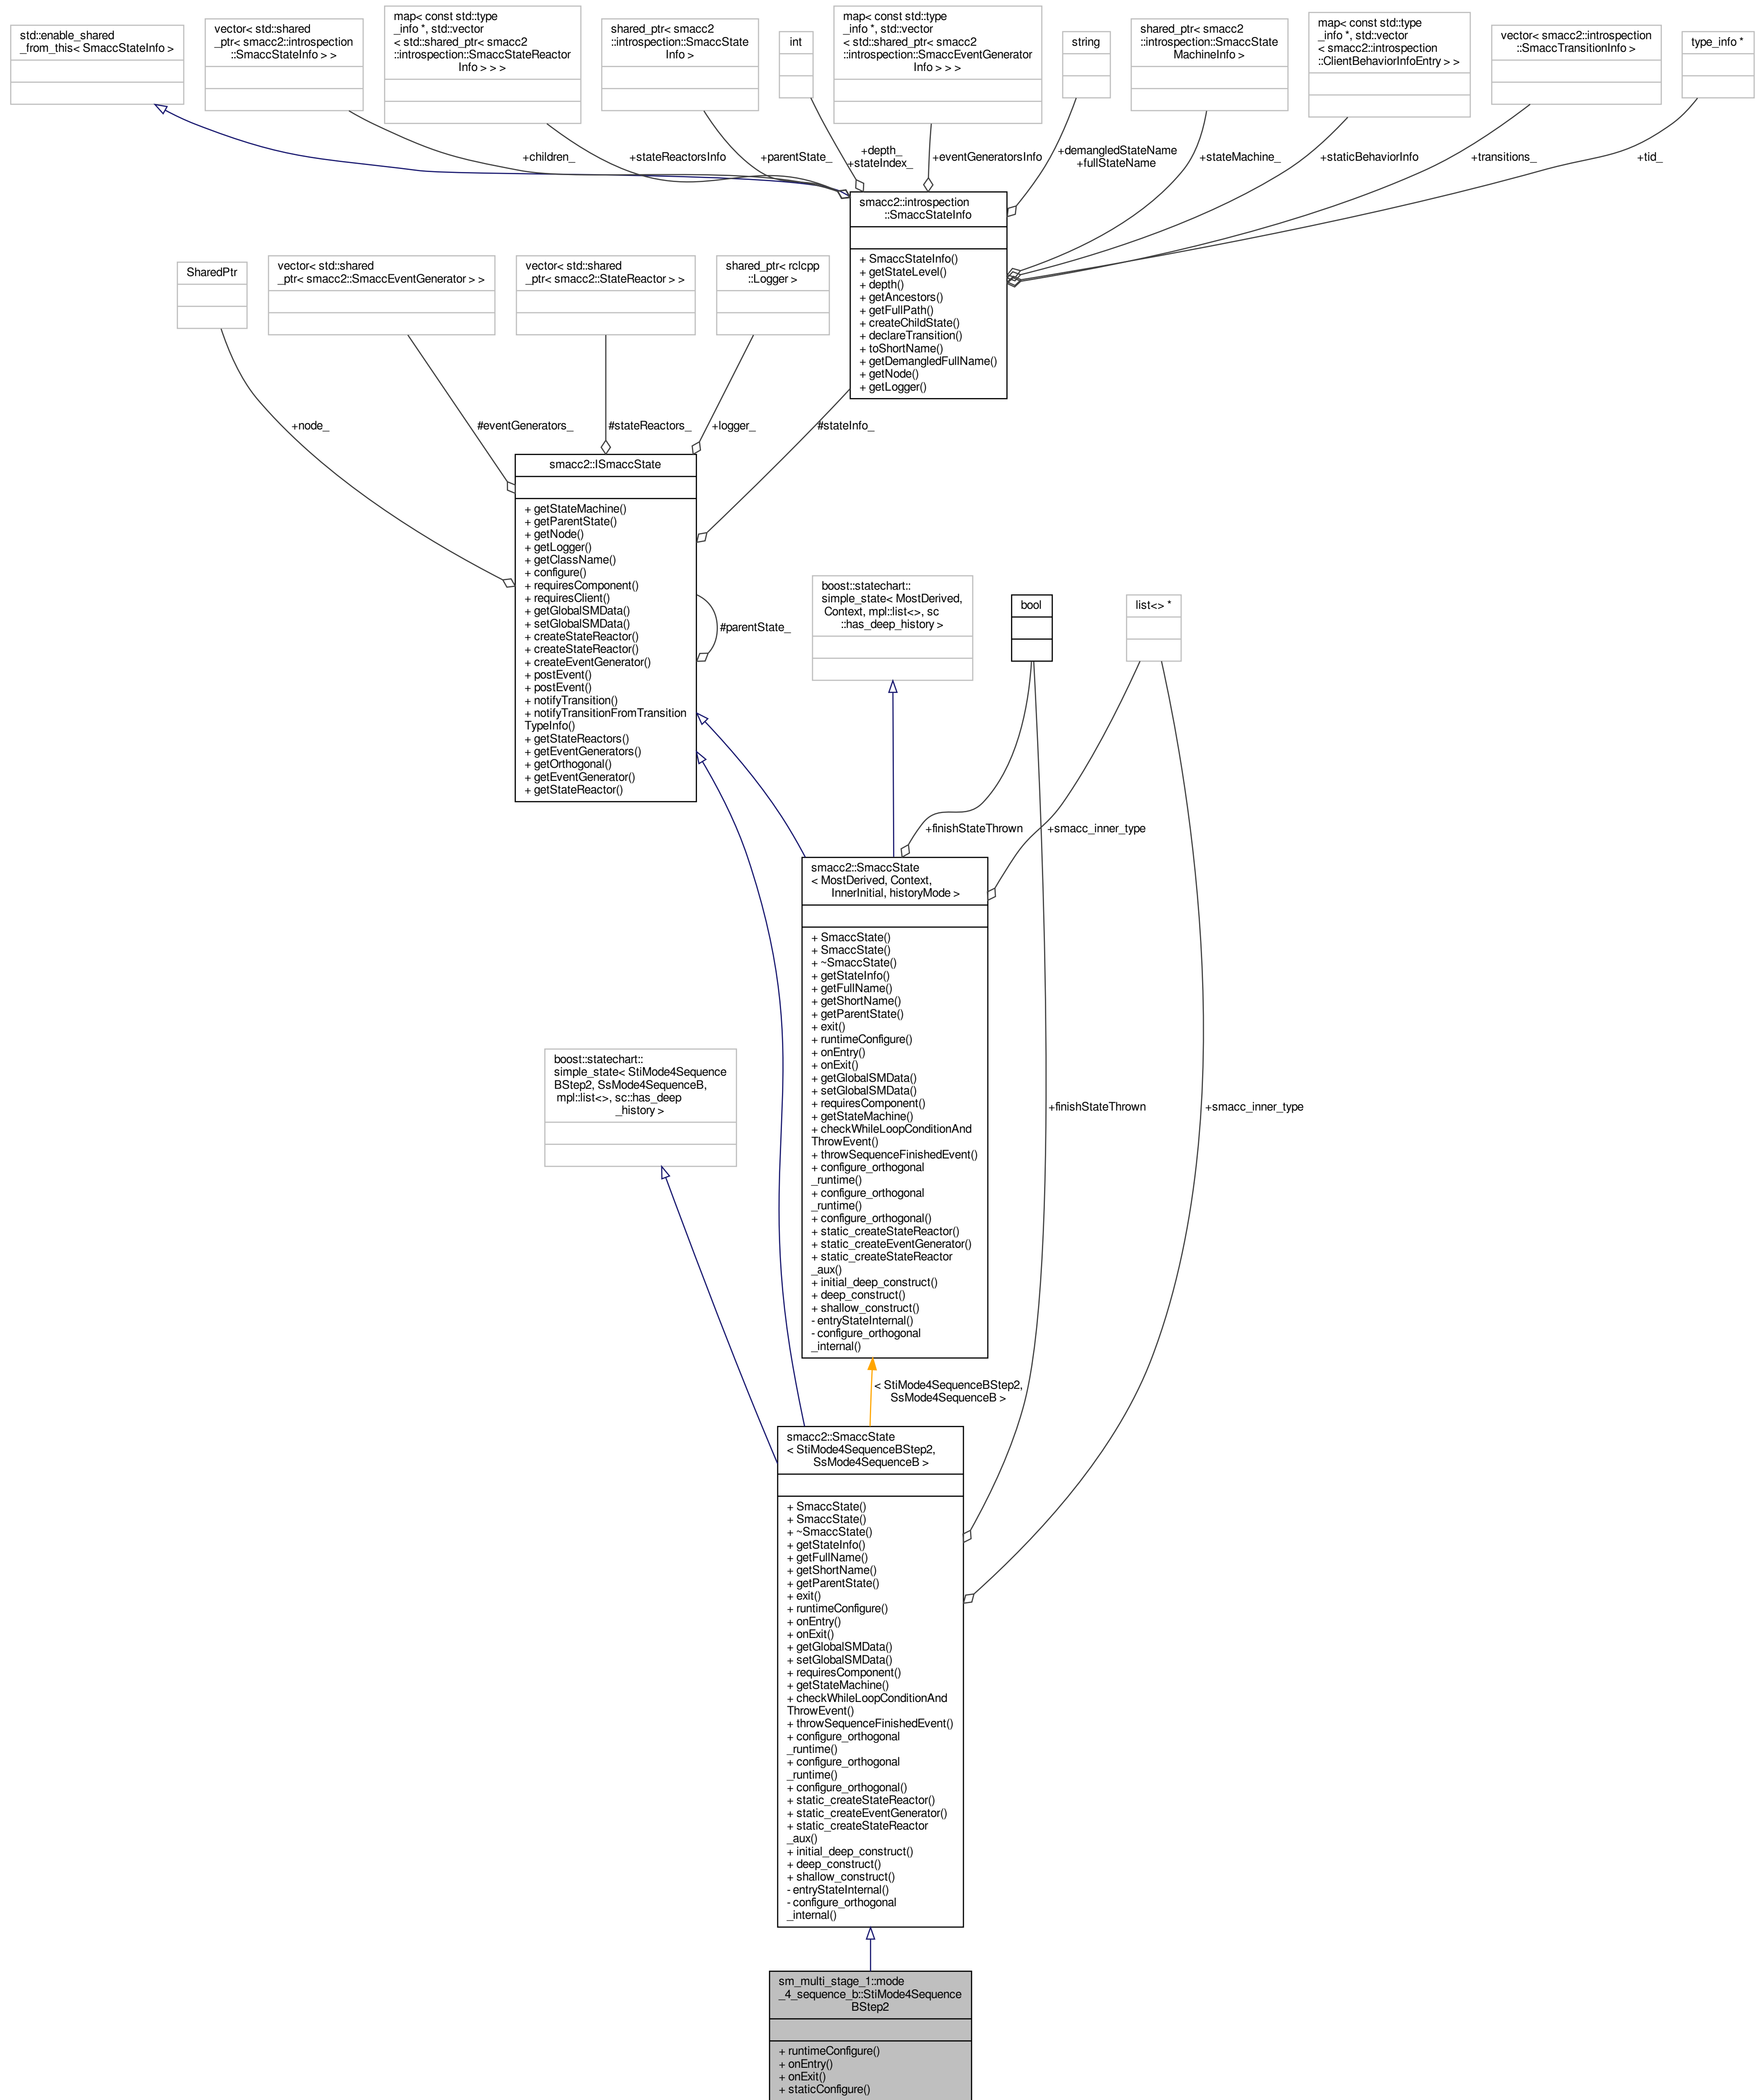 std::enable_shared
_from_this< SmaccStateInfo >
vector< std::shared
_ptr< smacc2::introspection
::SmaccStateInfo > >
map< const std::type
_info *, std::vector
< std::shared_ptr< smacc2
::introspection::SmaccStateReactor
Info > > >
shared_ptr< smacc2
::introspection::SmaccState
Info >
int
map< const std::type
_info *, std::vector
< std::shared_ptr< smacc2
::introspection::SmaccEventGenerator
Info > > >
string
shared_ptr< smacc2
::introspection::SmaccState
MachineInfo >
map< const std::type
_info *, std::vector
< smacc2::introspection
::ClientBehaviorInfoEntry > >
vector< smacc2::introspection
::SmaccTransitionInfo >
type_info *
+children_
+stateReactorsInfo
+parentState_
+depth_
+stateIndex_
+eventGeneratorsInfo
+demangledStateName
+fullStateName
+stateMachine_
+staticBehaviorInfo
+transitions_
+tid_
smacc2::introspection
::SmaccStateInfo
+ SmaccStateInfo()
+ getStateLevel()
+ depth()
+ getAncestors()
+ getFullPath()
+ createChildState()
+ declareTransition()
+ toShortName()
+ getDemangledFullName()
+ getNode()
+ getLogger()
SharedPtr
vector< std::shared
_ptr< smacc2::SmaccEventGenerator > >
vector< std::shared
_ptr< smacc2::StateReactor > >
shared_ptr< rclcpp
::Logger >
+node_
#eventGenerators_
#stateReactors_
+logger_
#stateInfo_
smacc2::ISmaccState
+ getStateMachine()
+ getParentState()
+ getNode()
+ getLogger()
+ getClassName()
+ configure()
+ requiresComponent()
+ requiresClient()
+ getGlobalSMData()
+ setGlobalSMData()
+ createStateReactor()
+ createStateReactor()
+ createEventGenerator()
+ postEvent()
+ postEvent()
+ notifyTransition()
+ notifyTransitionFromTransition
TypeInfo()
+ getStateReactors()
+ getEventGenerators()
+ getOrthogonal()
+ getEventGenerator()
+ getStateReactor()
#parentState_
boost::statechart::
simple_state< MostDerived,
Context, mpl::list<>, sc
::has_deep_history >
bool
list<> *
+finishStateThrown
+smacc_inner_type
smacc2::SmaccState
< MostDerived, Context,
InnerInitial, historyMode >
+ SmaccState()
+ SmaccState()
+ ~SmaccState()
+ getStateInfo()
+ getFullName()
+ getShortName()
+ getParentState()
+ exit()
+ runtimeConfigure()
+ onEntry()
+ onExit()
+ getGlobalSMData()
+ setGlobalSMData()
+ requiresComponent()
+ getStateMachine()
+ checkWhileLoopConditionAnd
ThrowEvent()
+ throwSequenceFinishedEvent()
+ configure_orthogonal
_runtime()
+ configure_orthogonal
_runtime()
+ configure_orthogonal()
+ static_createStateReactor()
+ static_createEventGenerator()
+ static_createStateReactor
_aux()
+ initial_deep_construct()
+ deep_construct()
+ shallow_construct()
- entryStateInternal()
- configure_orthogonal
_internal()
boost::statechart::
simple_state< StiMode4Sequence
BStep2, SsMode4SequenceB,
mpl::list<>, sc::has_deep
_history >
+finishStateThrown
+smacc_inner_type
< StiMode4SequenceBStep2,
SsMode4SequenceB >
smacc2::SmaccState
< StiMode4SequenceBStep2,
SsMode4SequenceB >
+ SmaccState()
+ SmaccState()
+ ~SmaccState()
+ getStateInfo()
+ getFullName()
+ getShortName()
+ getParentState()
+ exit()
+ runtimeConfigure()
+ onEntry()
+ onExit()
+ getGlobalSMData()
+ setGlobalSMData()
+ requiresComponent()
+ getStateMachine()
+ checkWhileLoopConditionAnd
ThrowEvent()
+ throwSequenceFinishedEvent()
+ configure_orthogonal
_runtime()
+ configure_orthogonal
_runtime()
+ configure_orthogonal()
+ static_createStateReactor()
+ static_createEventGenerator()
+ static_createStateReactor
_aux()
+ initial_deep_construct()
+ deep_construct()
+ shallow_construct()
- entryStateInternal()
- configure_orthogonal
_internal()
sm_multi_stage_1::mode
_4_sequence_b::StiMode4Sequence
BStep2
+ runtimeConfigure()
+ onEntry()
+ onExit()
+ staticConfigure()